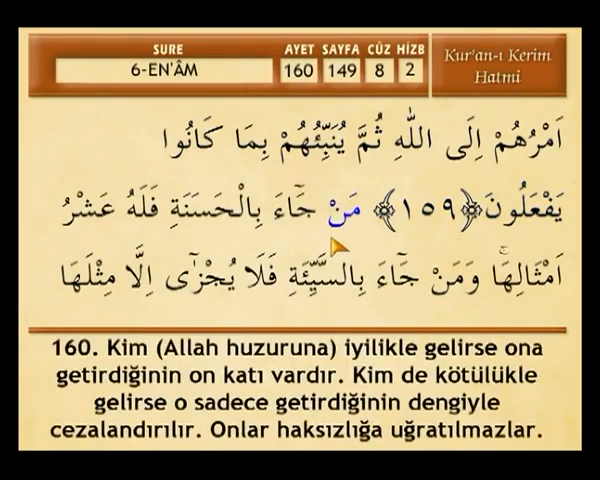 SURE AYET SAYFA CÜZ HİZB
6-EN'ÂM 160 149 8 2
Kur'an-ı Kerim
Hatmi
اَمْرُهُمْ اِلَى اللّٰهِ ثُمَّ يُنَبِّئُهُمْ بِمَا كَانُوا
يَفْعَلُونَ ﴿١٥٩﴾ مَنْ جَٓاءَ بِالْحَسَنَةِ فَلَهُ عَشْرُ
اَمْثَالِهَاۚ وَمَنْ جَٓاءَ بِالسَّيِّئَةِ فَلَا يُجْزٰٓى اِلَّا مِثْلَهَا
160. Kim (Allah huzuruna) iyilikle gelirse ona
getirdiğinin on katı vardır. Kim de kötülükle
gelirse o sadece getirdiğinin dengiyle
cezalandırılır. Onlar haksızlığa uğratılmazlar.